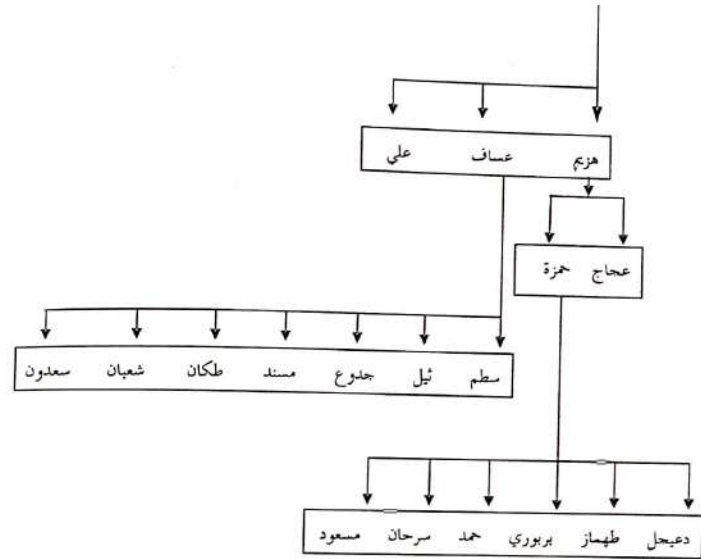 هزيم عساف علي
عجاج حمزة
سطم ثيل جدوع مسند طكان شعبان سعدون
دعيجل طهماز بربوري حمد سرحان مسعود